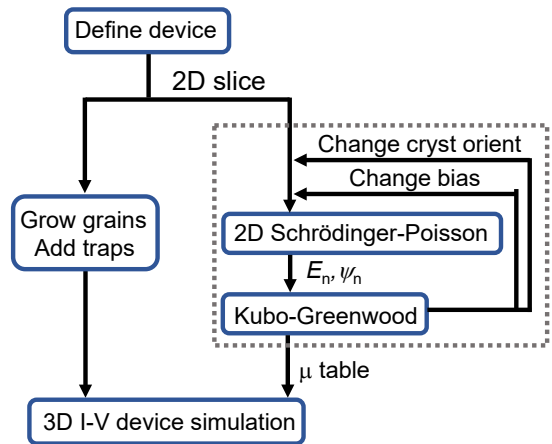 Define device
2D slice
Change cryst orient
Change bias
Grow grains
Add traps
2D Schrödinger-Poisson
Eₙ, ψₙ
Kubo-Greenwood
μ table
3D I-V device simulation